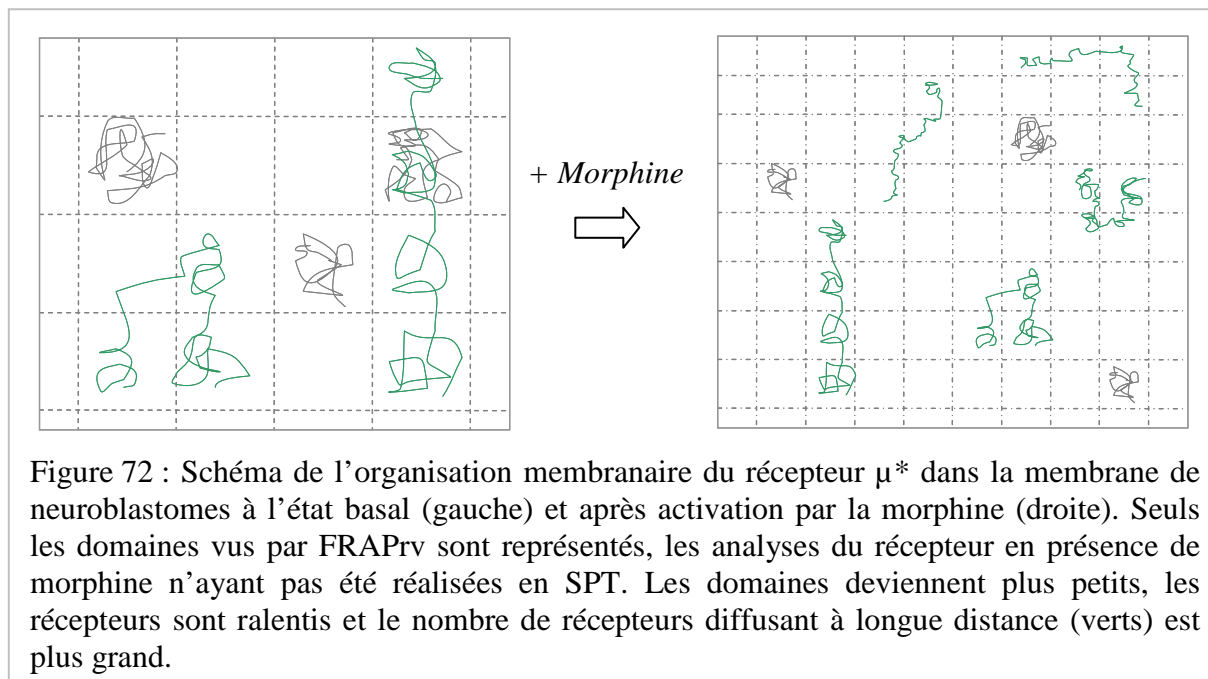 + Morphine
Figure 72 : Schéma de l'organisation membranaire du récepteur µ* dans la membrane de
neuroblastomes à l'état basal (gauche) et après activation par la morphine (droite). Seuls
les domaines vus par FRAPrv sont représentés, les analyses du récepteur en présence de
morphine n'ayant pas été réalisées en SPT. Les domaines deviennent plus petits, les
récepteurs sont ralentis et le nombre de récepteurs diffusant à longue distance (verts) est
plus grand.